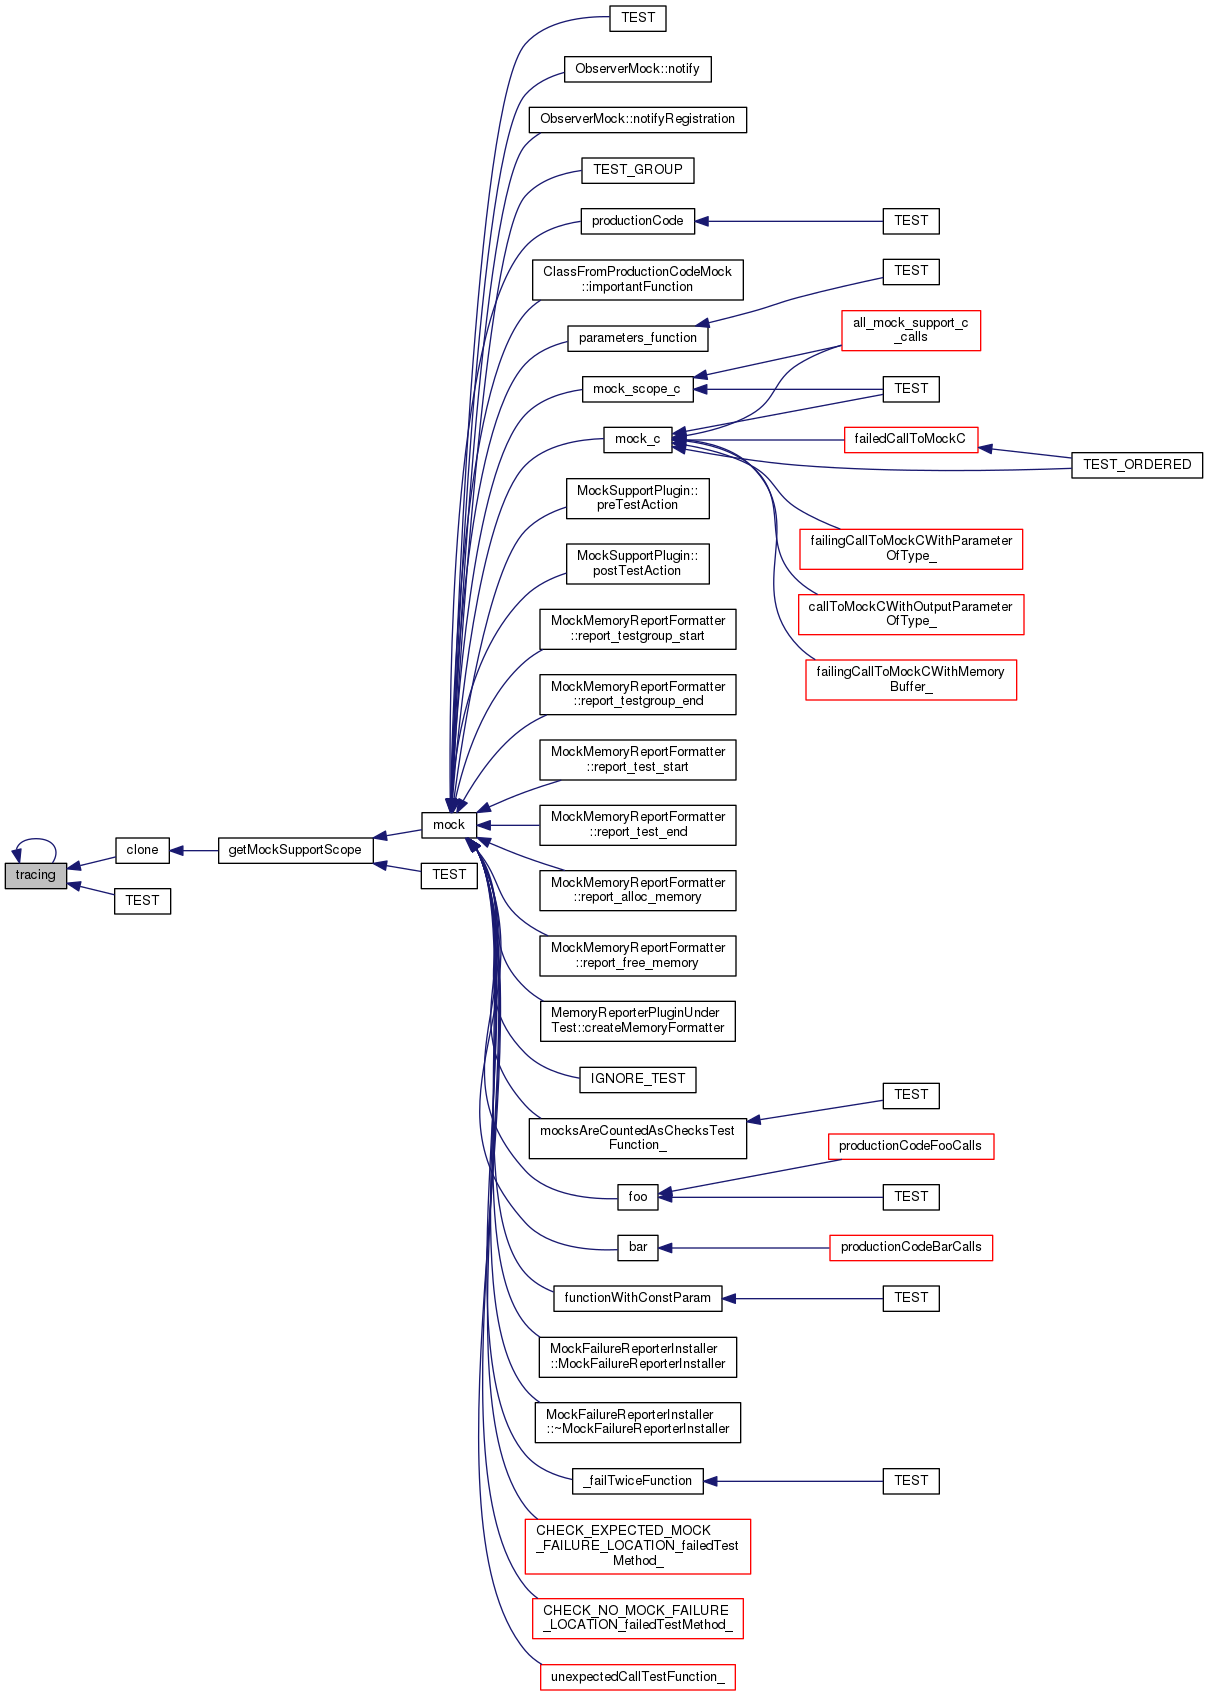 TEST
ObserverMock::notify
ObserverMock::notifyRegistration
TEST_GROUP
productionCode
TEST
ClassFromProductionCodeMock
::importantFunction
TEST
parameters_function
all_mock_support_c
_calls
mock_scope_c
TEST
mock_c
failedCallToMockC
TEST_ORDERED
MockSupportPlugin::
preTestAction
failingCallToMockCWithParameter
OfType_
MockSupportPlugin::
postTestAction
callToMockCWithOutputParameter
OfType_
MockMemoryReportFormatter
::report_testgroup_start
failingCallToMockCWithMemory
Buffer_
MockMemoryReportFormatter
::report_testgroup_end
MockMemoryReportFormatter
::report_test_start
MockMemoryReportFormatter
::report_test_end
mock
clone
getMockSupportScope
tracing
TEST
TEST
MockMemoryReportFormatter
::report_alloc_memory
MockMemoryReportFormatter
::report_free_memory
MemoryReporterPluginUnder
Test::createMemoryFormatter
IGNORE_TEST
TEST
mocksAreCountedAsChecksTest
Function_
productionCodeFooCalls
foo
TEST
bar
productionCodeBarCalls
functionWithConstParam
TEST
MockFailureReporterInstaller
::MockFailureReporterInstaller
MockFailureReporterInstaller
::~MockFailureReporterInstaller
_failTwiceFunction
TEST
CHECK_EXPECTED_MOCK
_FAILURE_LOCATION_failedTest
Method_
CHECK_NO_MOCK_FAILURE
_LOCATION_failedTestMethod_
unexpectedCallTestFunction_